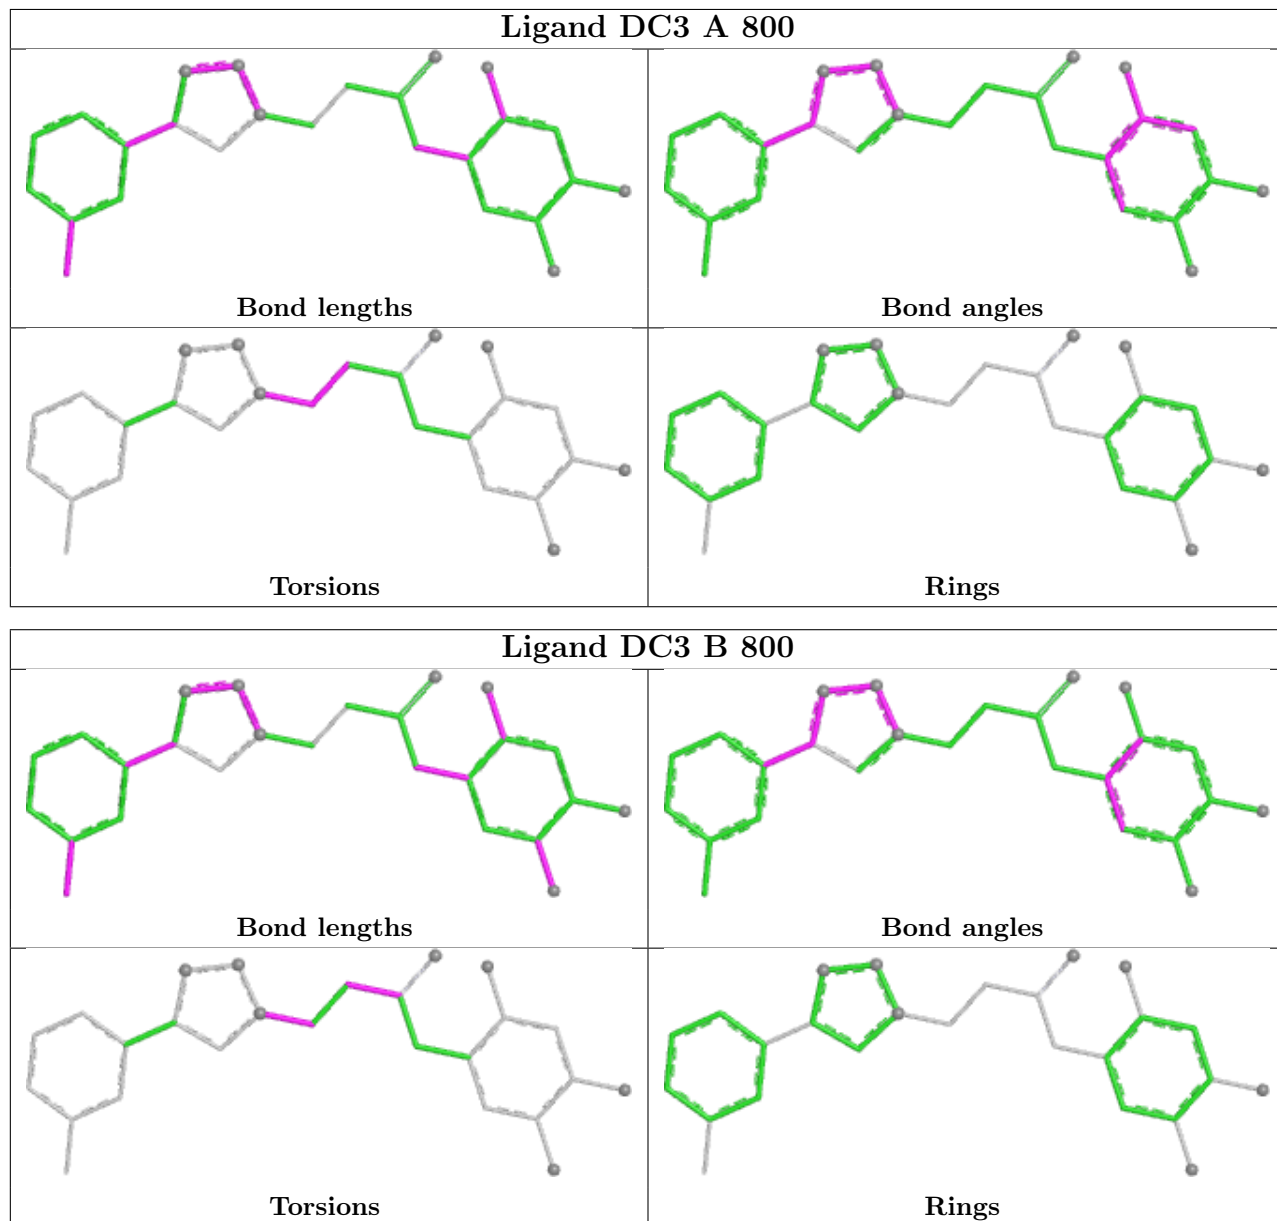 Ligand DC3 A 800
Bond lengths
Bond angles
Torsions
Rings
Ligand DC3 B 800
Bond lengths
Bond angles
Torsions
Rings